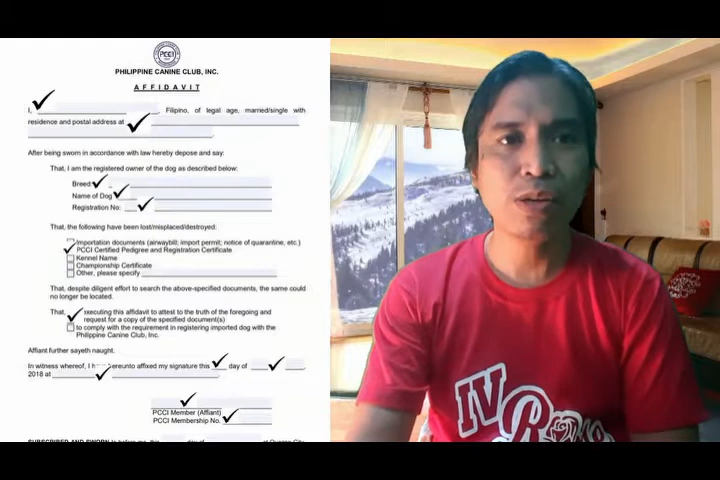 PCCI
PHILIPPINE CANINE CLUB, INC.
A F F I D A V I T
I, , Filipino, of legal age, married/single with
residence and postal address at
After being sworn in accordance with law hereby depose and say:
That, I am the registered owner of the dog as described below:
Breed
Name of Dog
Registration No:
That, the following have been lost/misplaced/destroyed:
Importation documents (airwaybill; import permit; notice of quarantine, etc.)
PCCI Certified Pedigree and Registration Certificate
Kennel Name
Championship Certificate
Other, please specify
That, despite diligent effort to search the above-specified documents, the same could
no longer be located.
That, executing this affidavit to attest to the truth of the foregoing and
request for a copy of the specified document(s)
to comply with the requirement in registering imported dog with the
Philippine Canine Club, Inc.
Affiant further sayeth naught.
In witness whereof, I hereunto affixed my signature this day of
2018 at
PCCI Member (Affiant)
PCCI Membership No.
SUBSCRIBED AND SWORN to before me, this day of at Quezon City
IV